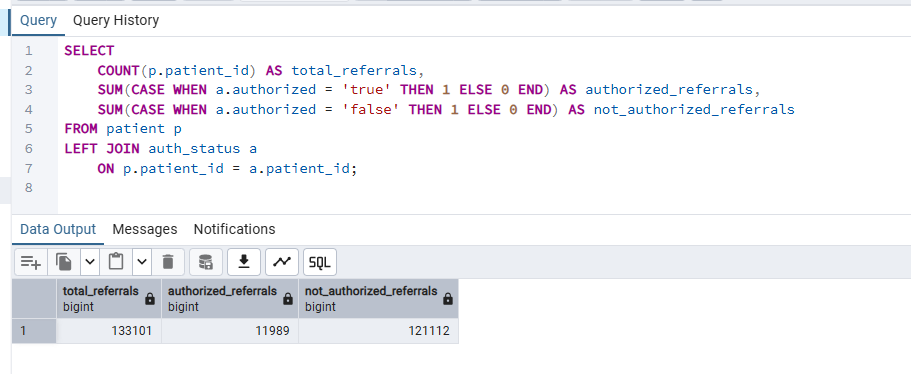 Query Query History
1 SELECT
2 COUNT(p.patient_id) AS total_referrals,
3 SUM(CASE WHEN a.authorized = 'true' THEN 1 ELSE 0 END) AS authorized_referrals,
4 SUM(CASE WHEN a.authorized = 'false' THEN 1 ELSE 0 END) AS not_authorized_referrals
5 FROM patient p
6 LEFT JOIN auth_status a
7 ON p.patient_id = a.patient_id;
8
Data Output Messages Notifications
SQL
total_referrals authorized_referrals not_authorized_referrals
bigint bigint bigint
1 133101 11989 121112